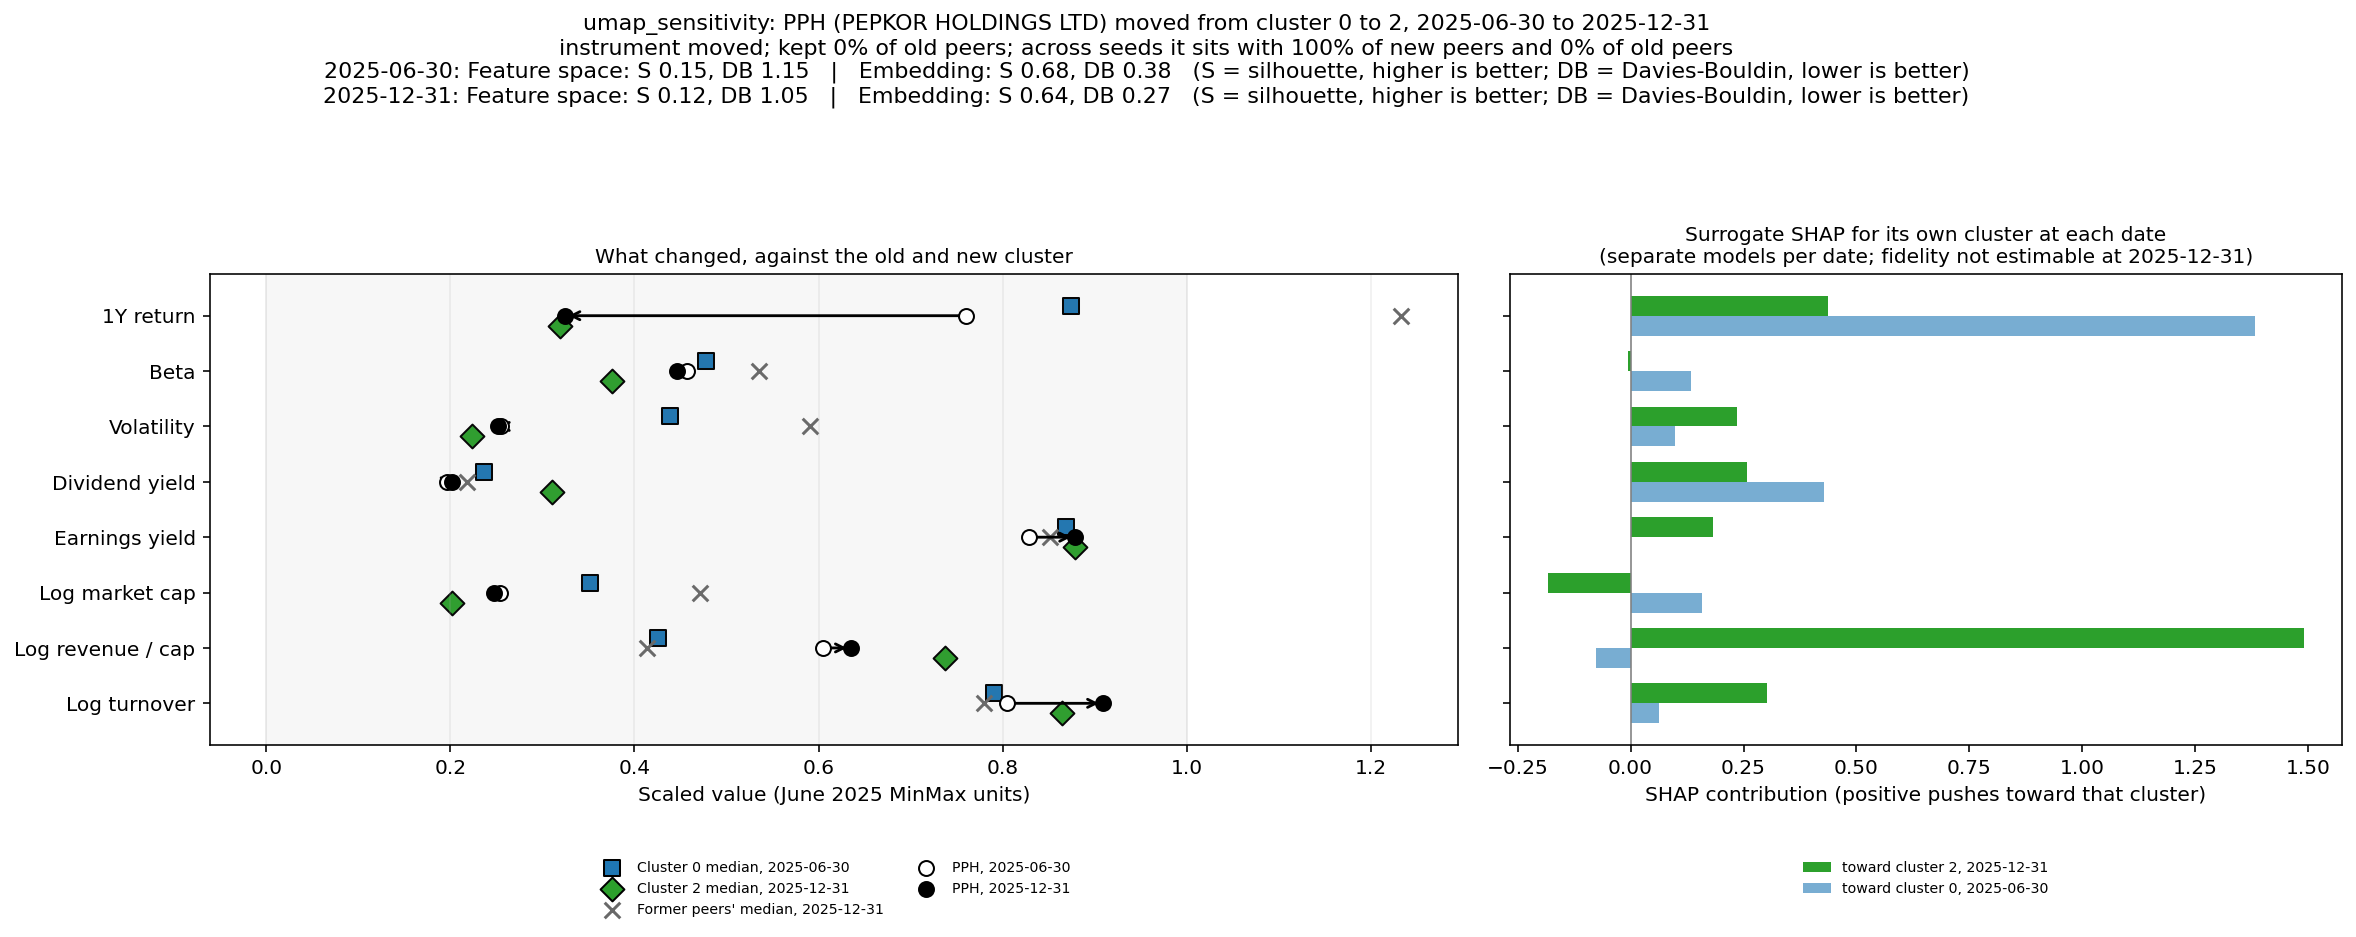 umap_sensitivity: PPH (PEPKOR HOLDINGS LTD) moved from cluster 0 to 2, 2025-06-30 to 2025-12-31
instrument moved; kept 0% of old peers; across seeds it sits with 100% of new peers and 0% of old peers
2025-06-30: Feature space: S 0.15, DB 1.15   |   Embedding: S 0.68, DB 0.38   (S = silhouette, higher is better; DB = Davies-Bouldin, lower is better)
2025-12-31: Feature space: S 0.12, DB 1.05   |   Embedding: S 0.64, DB 0.27   (S = silhouette, higher is better; DB = Davies-Bouldin, lower is better)
What changed, against the old and new cluster
1Y return
Beta
Volatility
Dividend yield
Earnings yield
Log market cap
Log revenue / cap
Log turnover
0.0 0.2 0.4 0.6 0.8 1.0 1.2
Scaled value (June 2025 MinMax units)
Cluster 0 median, 2025-06-30
Cluster 2 median, 2025-12-31
Former peers' median, 2025-12-31
PPH, 2025-06-30
PPH, 2025-12-31
Surrogate SHAP for its own cluster at each date
(separate models per date; fidelity not estimable at 2025-12-31)
−0.25 0.00 0.25 0.50 0.75 1.00 1.25 1.50
SHAP contribution (positive pushes toward that cluster)
toward cluster 2, 2025-12-31
toward cluster 0, 2025-06-30